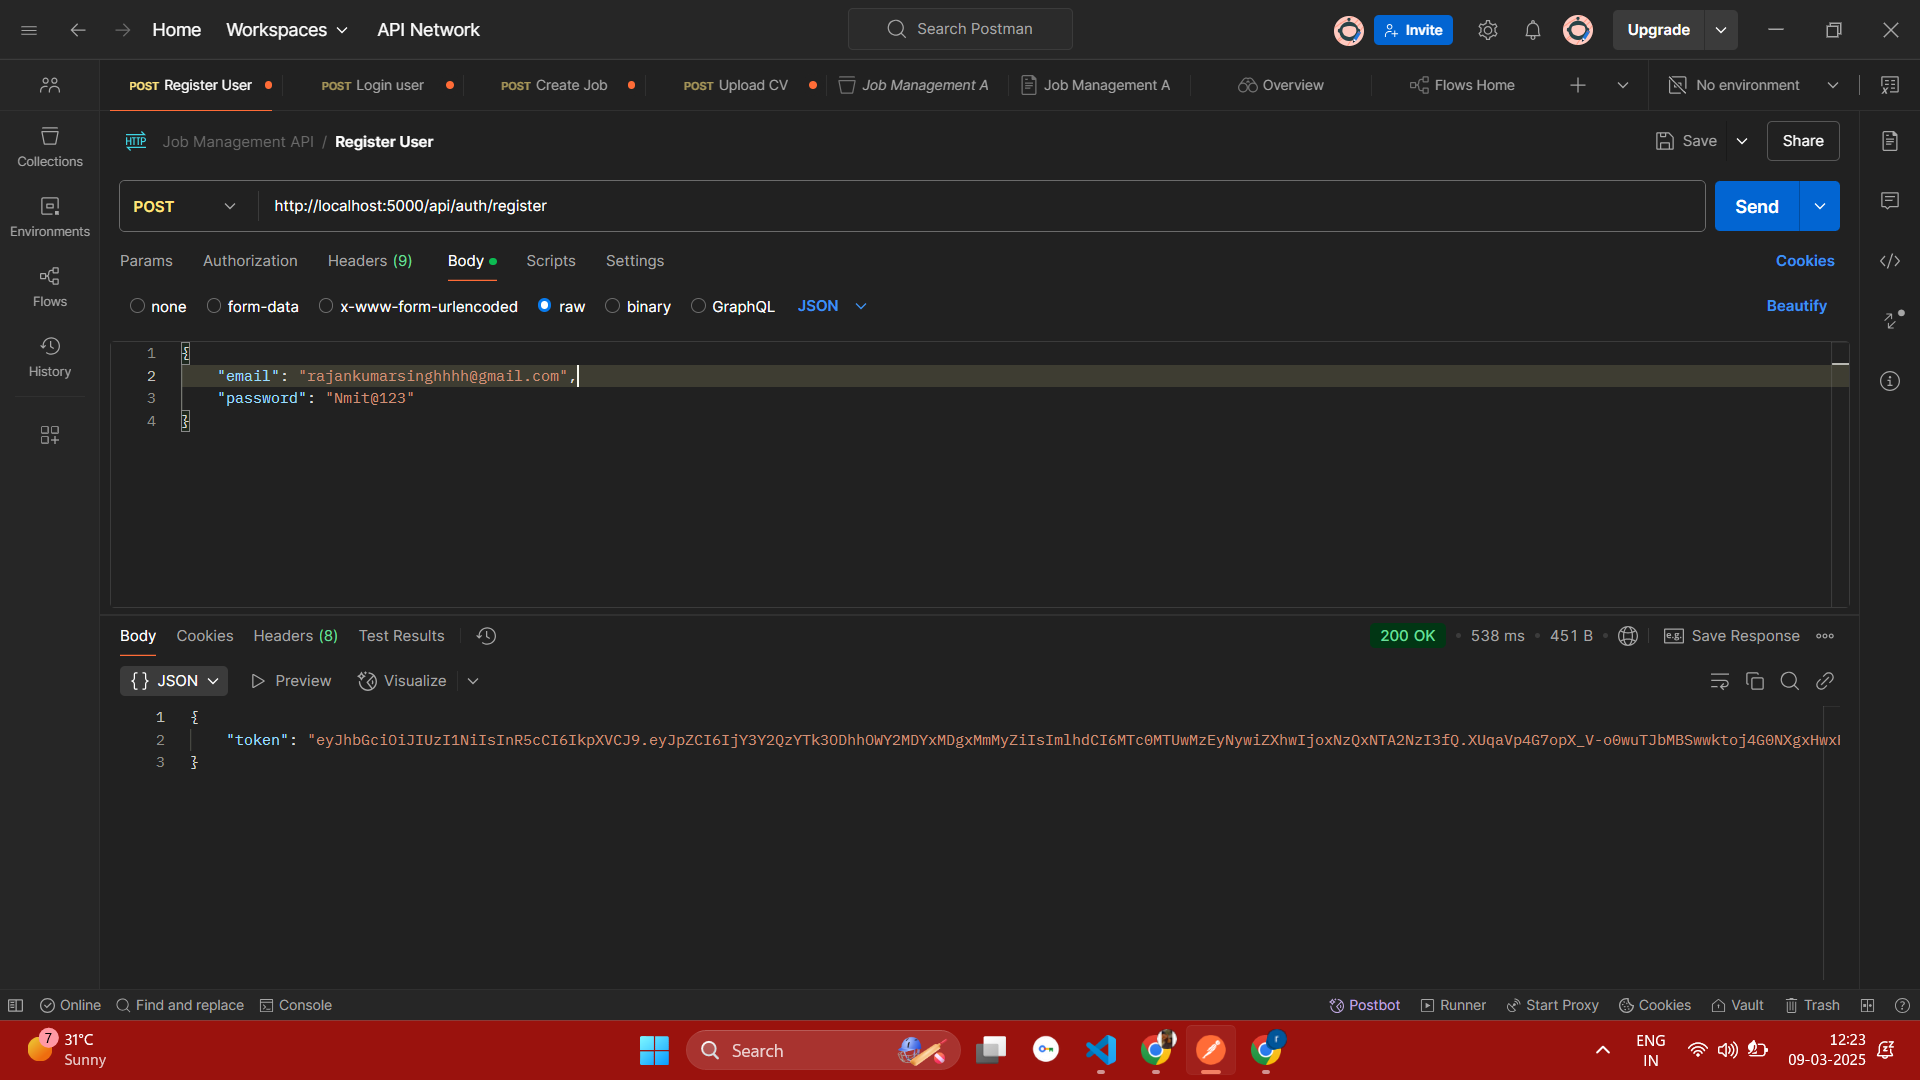 Home
Workspaces
API Network
Search Postman
Invite
Upgrade
POST Register User
POST Login user
POST Create Job
POST Upload CV
Job Management A
Job Management A
Overview
Flows Home
No environment
HTTP
Job Management API / Register User
Save
Share
Collections
Environments
Flows
History
POST
http://localhost:5000/api/auth/register
Send
Params
Authorization
Headers (9)
Body
Scripts
Settings
Cookies
none
form-data
x-www-form-urlencoded
raw
binary
GraphQL
JSON
Beautify
1 {
2 "email": "rajankumarsinghhhh@gmail.com",
3 "password": "Nmit@123"
4 }
Body
Cookies
Headers (8)
Test Results
200 OK
538 ms
451 B
e.g.
Save Response
{} JSON
Preview
Visualize
1 {
2 "token": "eyJhbGciOiJIUzI1NiIsInR5cCI6IkpXVCJ9.eyJpZCI6IjY3Y2QzYTk3ODhhOWY2MDYxMDgxMmMyZiIsImlhdCI6MTc0MTUwMzEyNywiZXhwIjoxNzQxNTA2NzI3fQ.XUqaVp4G7opX_V-o0wuTJbMBSwwktoj4G0NXgxHwx
3 }
Online
Find and replace
Console
Postbot
Runner
Start Proxy
Cookies
Vault
Trash
7
31°C
Sunny
Search
r
ENG
IN
12:23
09-03-2025